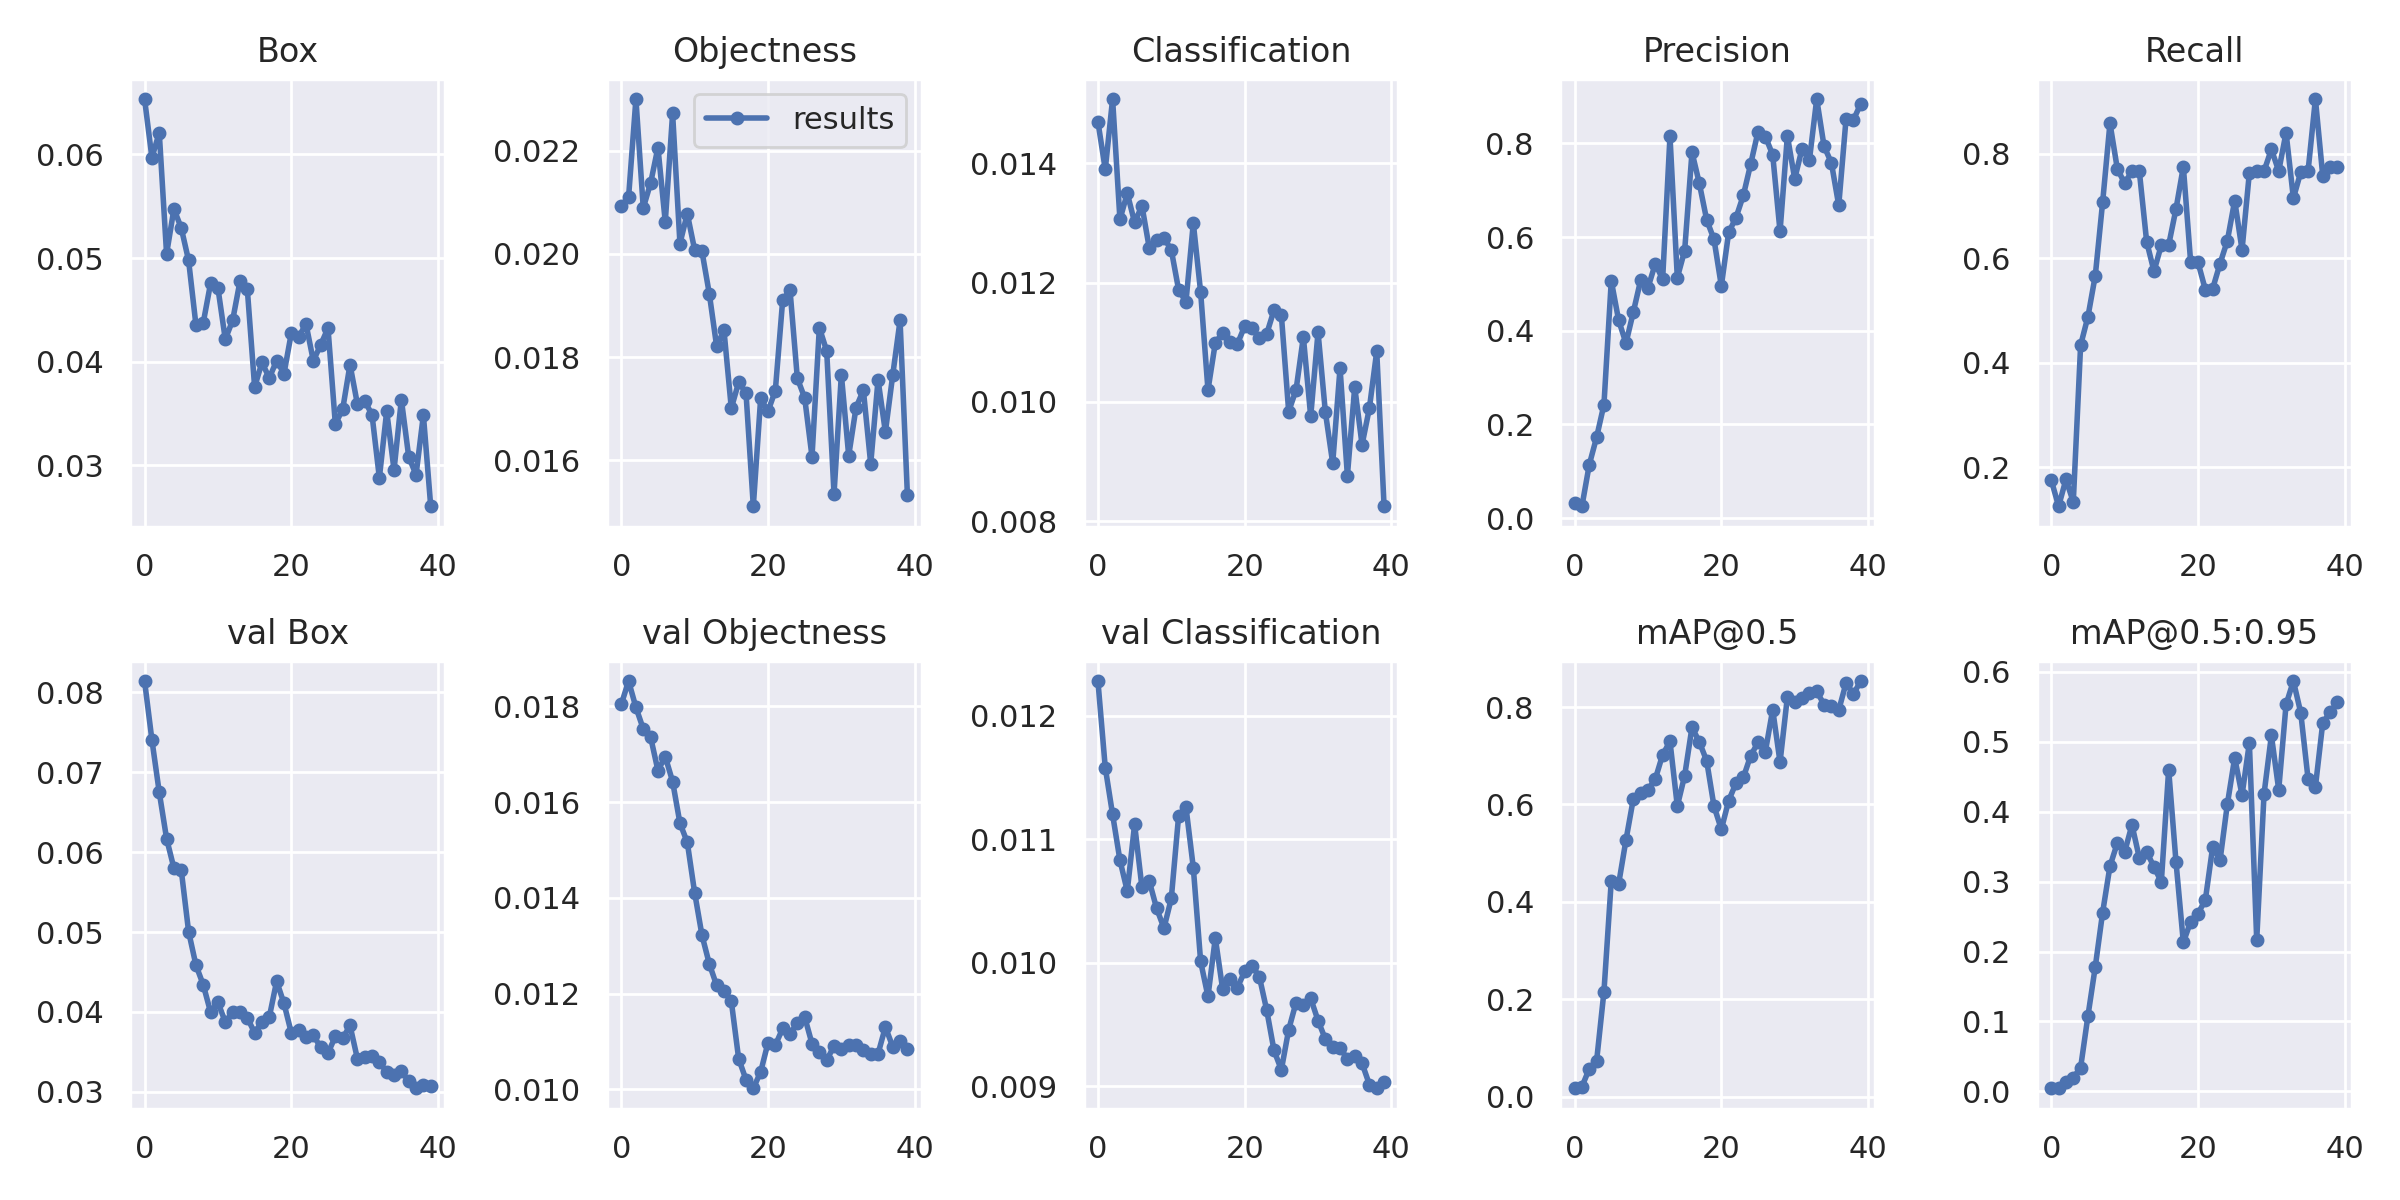 Box
0.06
0.05
0.04
0.03
0 20 40
Objectness
results
0.022
0.020
0.018
0.016
0 20 40
Classification
0.014
0.012
0.010
0.008
0 20 40
Precision
0.8
0.6
0.4
0.2
0.0
0 20 40
Recall
0.8
0.6
0.4
0.2
0 20 40
val Box
0.08
0.07
0.06
0.05
0.04
0.03
0 20 40
val Objectness
0.018
0.016
0.014
0.012
0.010
0 20 40
val Classification
0.012
0.011
0.010
0.009
0 20 40
mAP@0.5
0.8
0.6
0.4
0.2
0.0
0 20 40
mAP@0.5:0.95
0.6
0.5
0.4
0.3
0.2
0.1
0.0
0 20 40